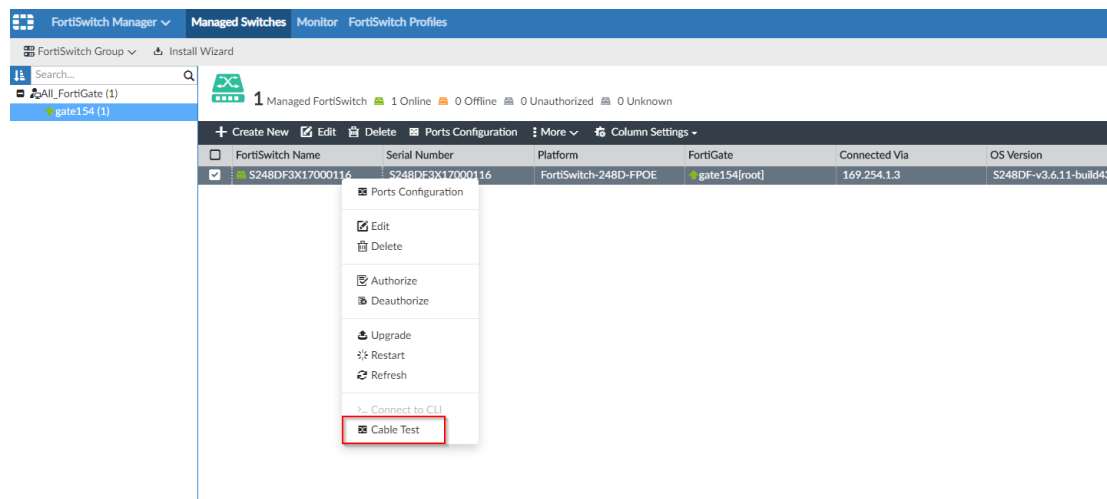 FortiSwitch Manager Managed Switches Monitor FortiSwitch Profiles
FortiSwitch Group Install Wizard
Search...
All_FortiGate (1)
gate154 (1)
1 Managed FortiSwitch 1 Online 0 Offline 0 Unauthorized 0 Unknown
Create New Edit Delete Ports Configuration More Column Settings
FortiSwitch Name Serial Number Platform FortiGate Connected Via OS Version
S248DF3X17000116 S248DF3X17000116 FortiSwitch-248D-FPOE gate154[root] 169.254.1.3 S248DF-v3.6.11-build4
Ports Configuration
Edit
Delete
Authorize
Deauthorize
Upgrade
Restart
Refresh
>_ Connect to CLI
Cable Test